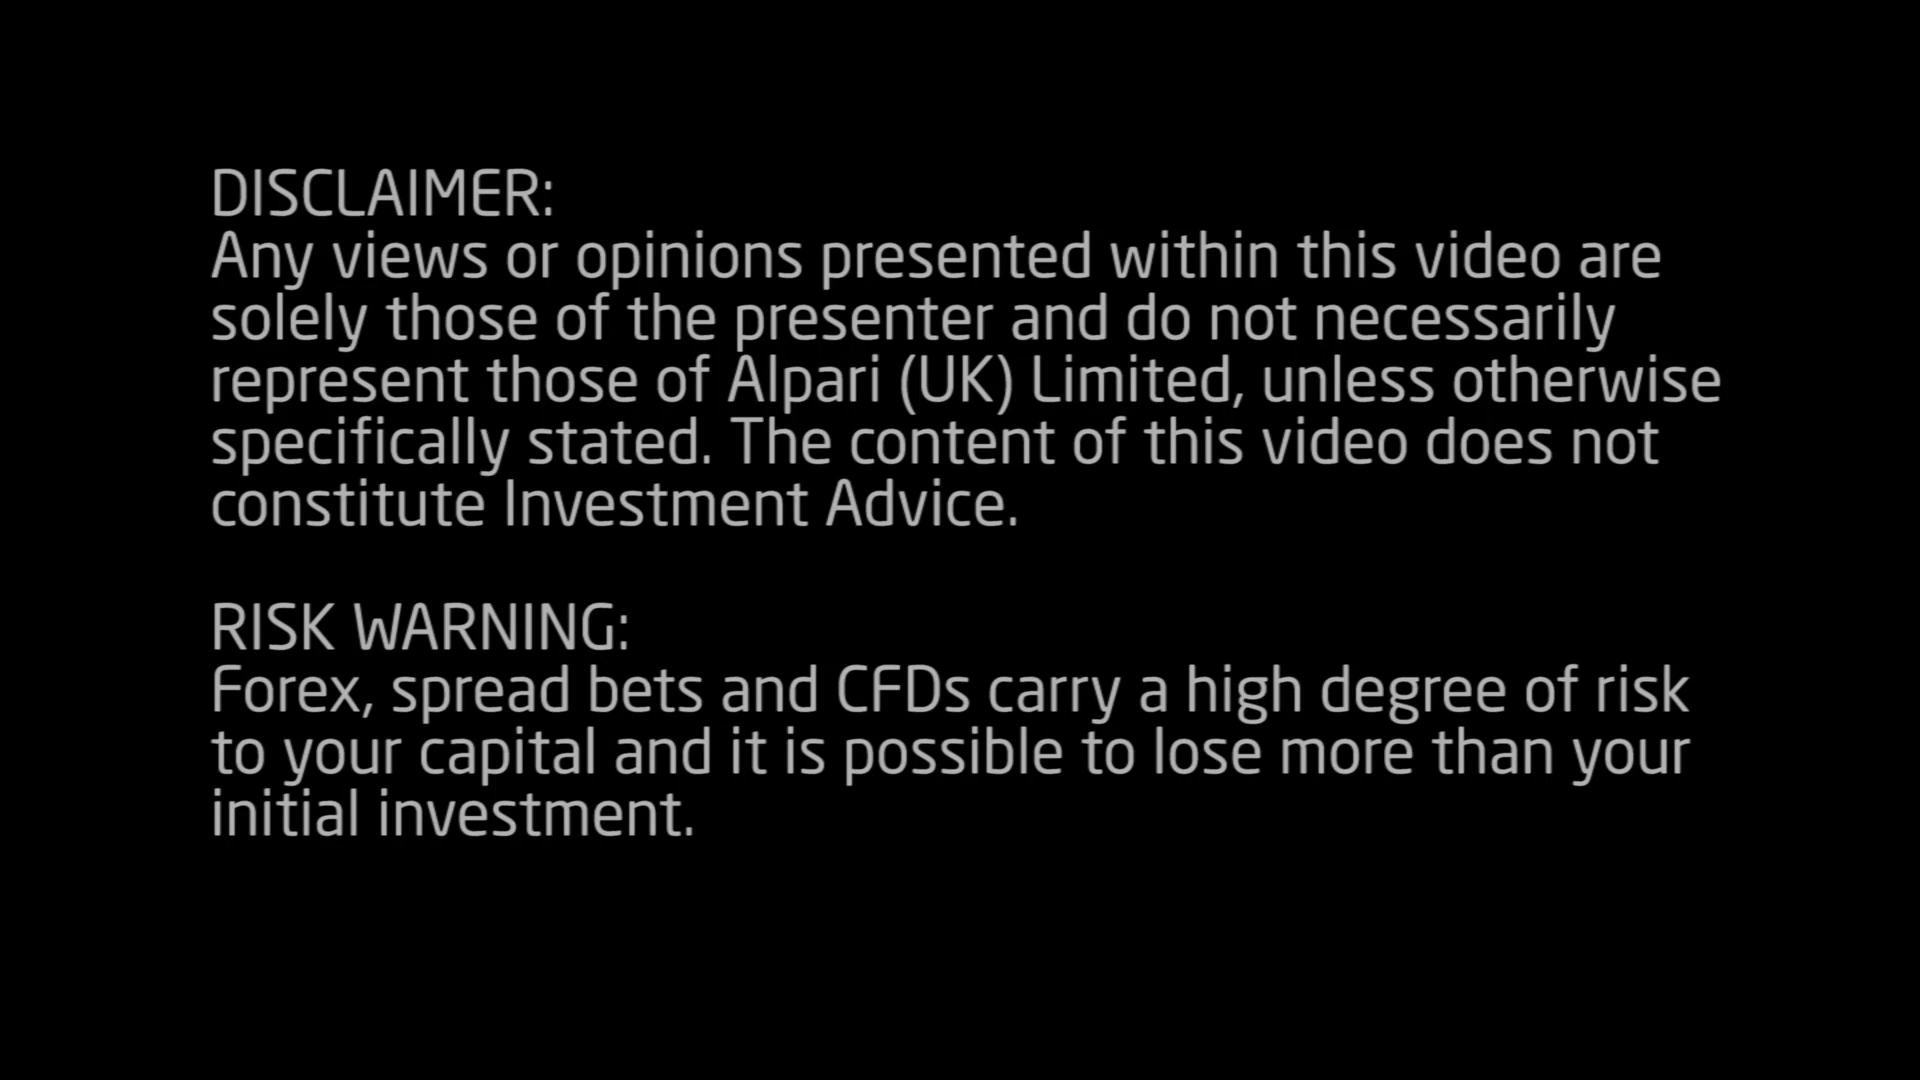 DISCLAIMER:
Any views or opinions presented within this video are
solely those of the presenter and do not necessarily
represent those of Alpari (UK) Limited, unless otherwise
specifically stated. The content of this video does not
constitute Investment Advice.
RISK WARNING:
Forex, spread bets and CFDs carry a high degree of risk
to your capital and it is possible to lose more than your
initial investment.